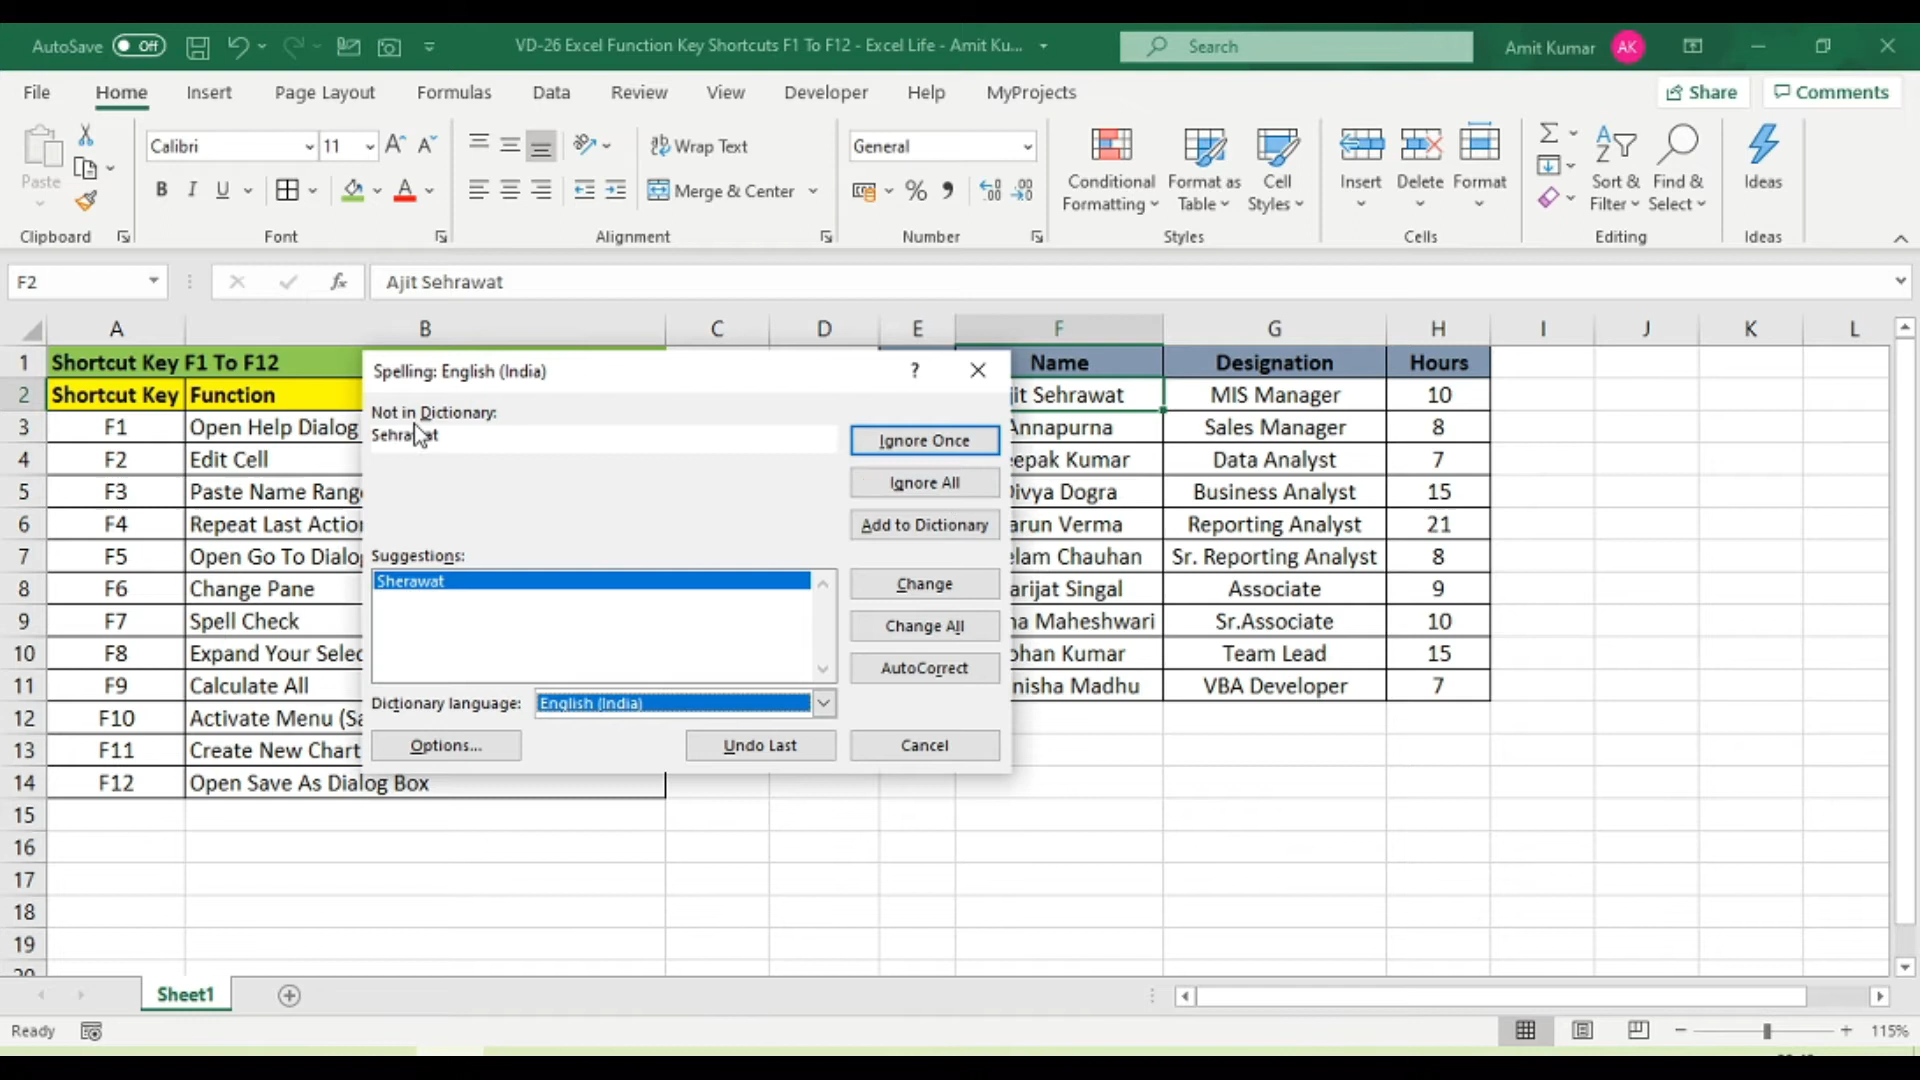 AutoSave Off VD-26 Excel Function Key Shortcuts F1 To F12 - Excel Life - Amit Ku... Search Amit Kumar AK
File Home Insert Page Layout Formulas Data Review View Developer Help MyProjects Share Comments
Paste
Calibri 11
B I U
Wrap Text
Merge & Center
General
%
Conditional Formatting
Format as Table
Cell Styles
Insert
Delete
Format
Sort & Filter
Find & Select
Ideas
Clipboard Font Alignment Number Styles Cells Editing Ideas
F2 fx Ajit Sehrawat
A B C D E F G H I J K L
1 Shortcut Key F1 To F12 Name Designation Hours
2 Shortcut Key Function jit Sehrawat MIS Manager 10
3 F1 Open Help Dialog Annapurna Sales Manager 8
4 F2 Edit Cell eepak Kumar Data Analyst 7
5 F3 Paste Name Range Divya Dogra Business Analyst 15
6 F4 Repeat Last Action arun Verma Reporting Analyst 21
7 F5 Open Go To Dialog elam Chauhan Sr. Reporting Analyst 8
8 F6 Change Pane arijat Singal Associate 9
9 F7 Spell Check na Maheshwari Sr.Associate 10
10 F8 Expand Your Selec ohan Kumar Team Lead 15
11 F9 Calculate All nisha Madhu VBA Developer 7
12 F10 Activate Menu (Sa
13 F11 Create New Chart
14 F12 Open Save As Dialog Box
15
16
17
18
19
20
Spelling: English (India) ?
Not in Dictionary:
Sehrawat
Ignore Once
Ignore All
Add to Dictionary
Suggestions:
Sherawat
Change
Change All
AutoCorrect
Dictionary language: English (India)
Options... Undo Last Cancel
Sheet1
Ready 115%